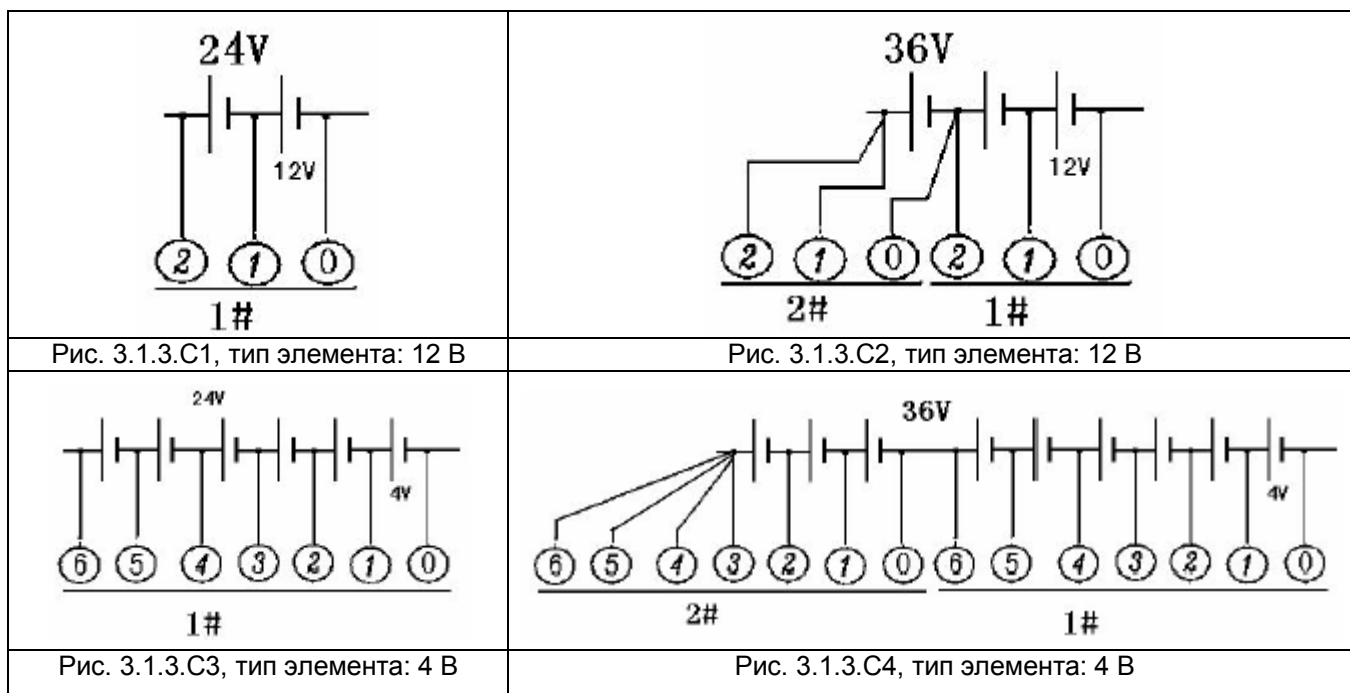 24V
12V
2 1 0
1#
Рис. 3.1.3.C1, тип элемента: 12 В
36V
12V
2 1 0 2 1 0
2# 1#
Рис. 3.1.3.C2, тип элемента: 12 В
24V
4V
6 5 4 3 2 1 0
1#
Рис. 3.1.3.C3, тип элемента: 4 В
36V
4V
6 5 4 3 2 1 0 6 5 4 3 2 1 0
2# 1#
Рис. 3.1.3.C4, тип элемента: 4 В